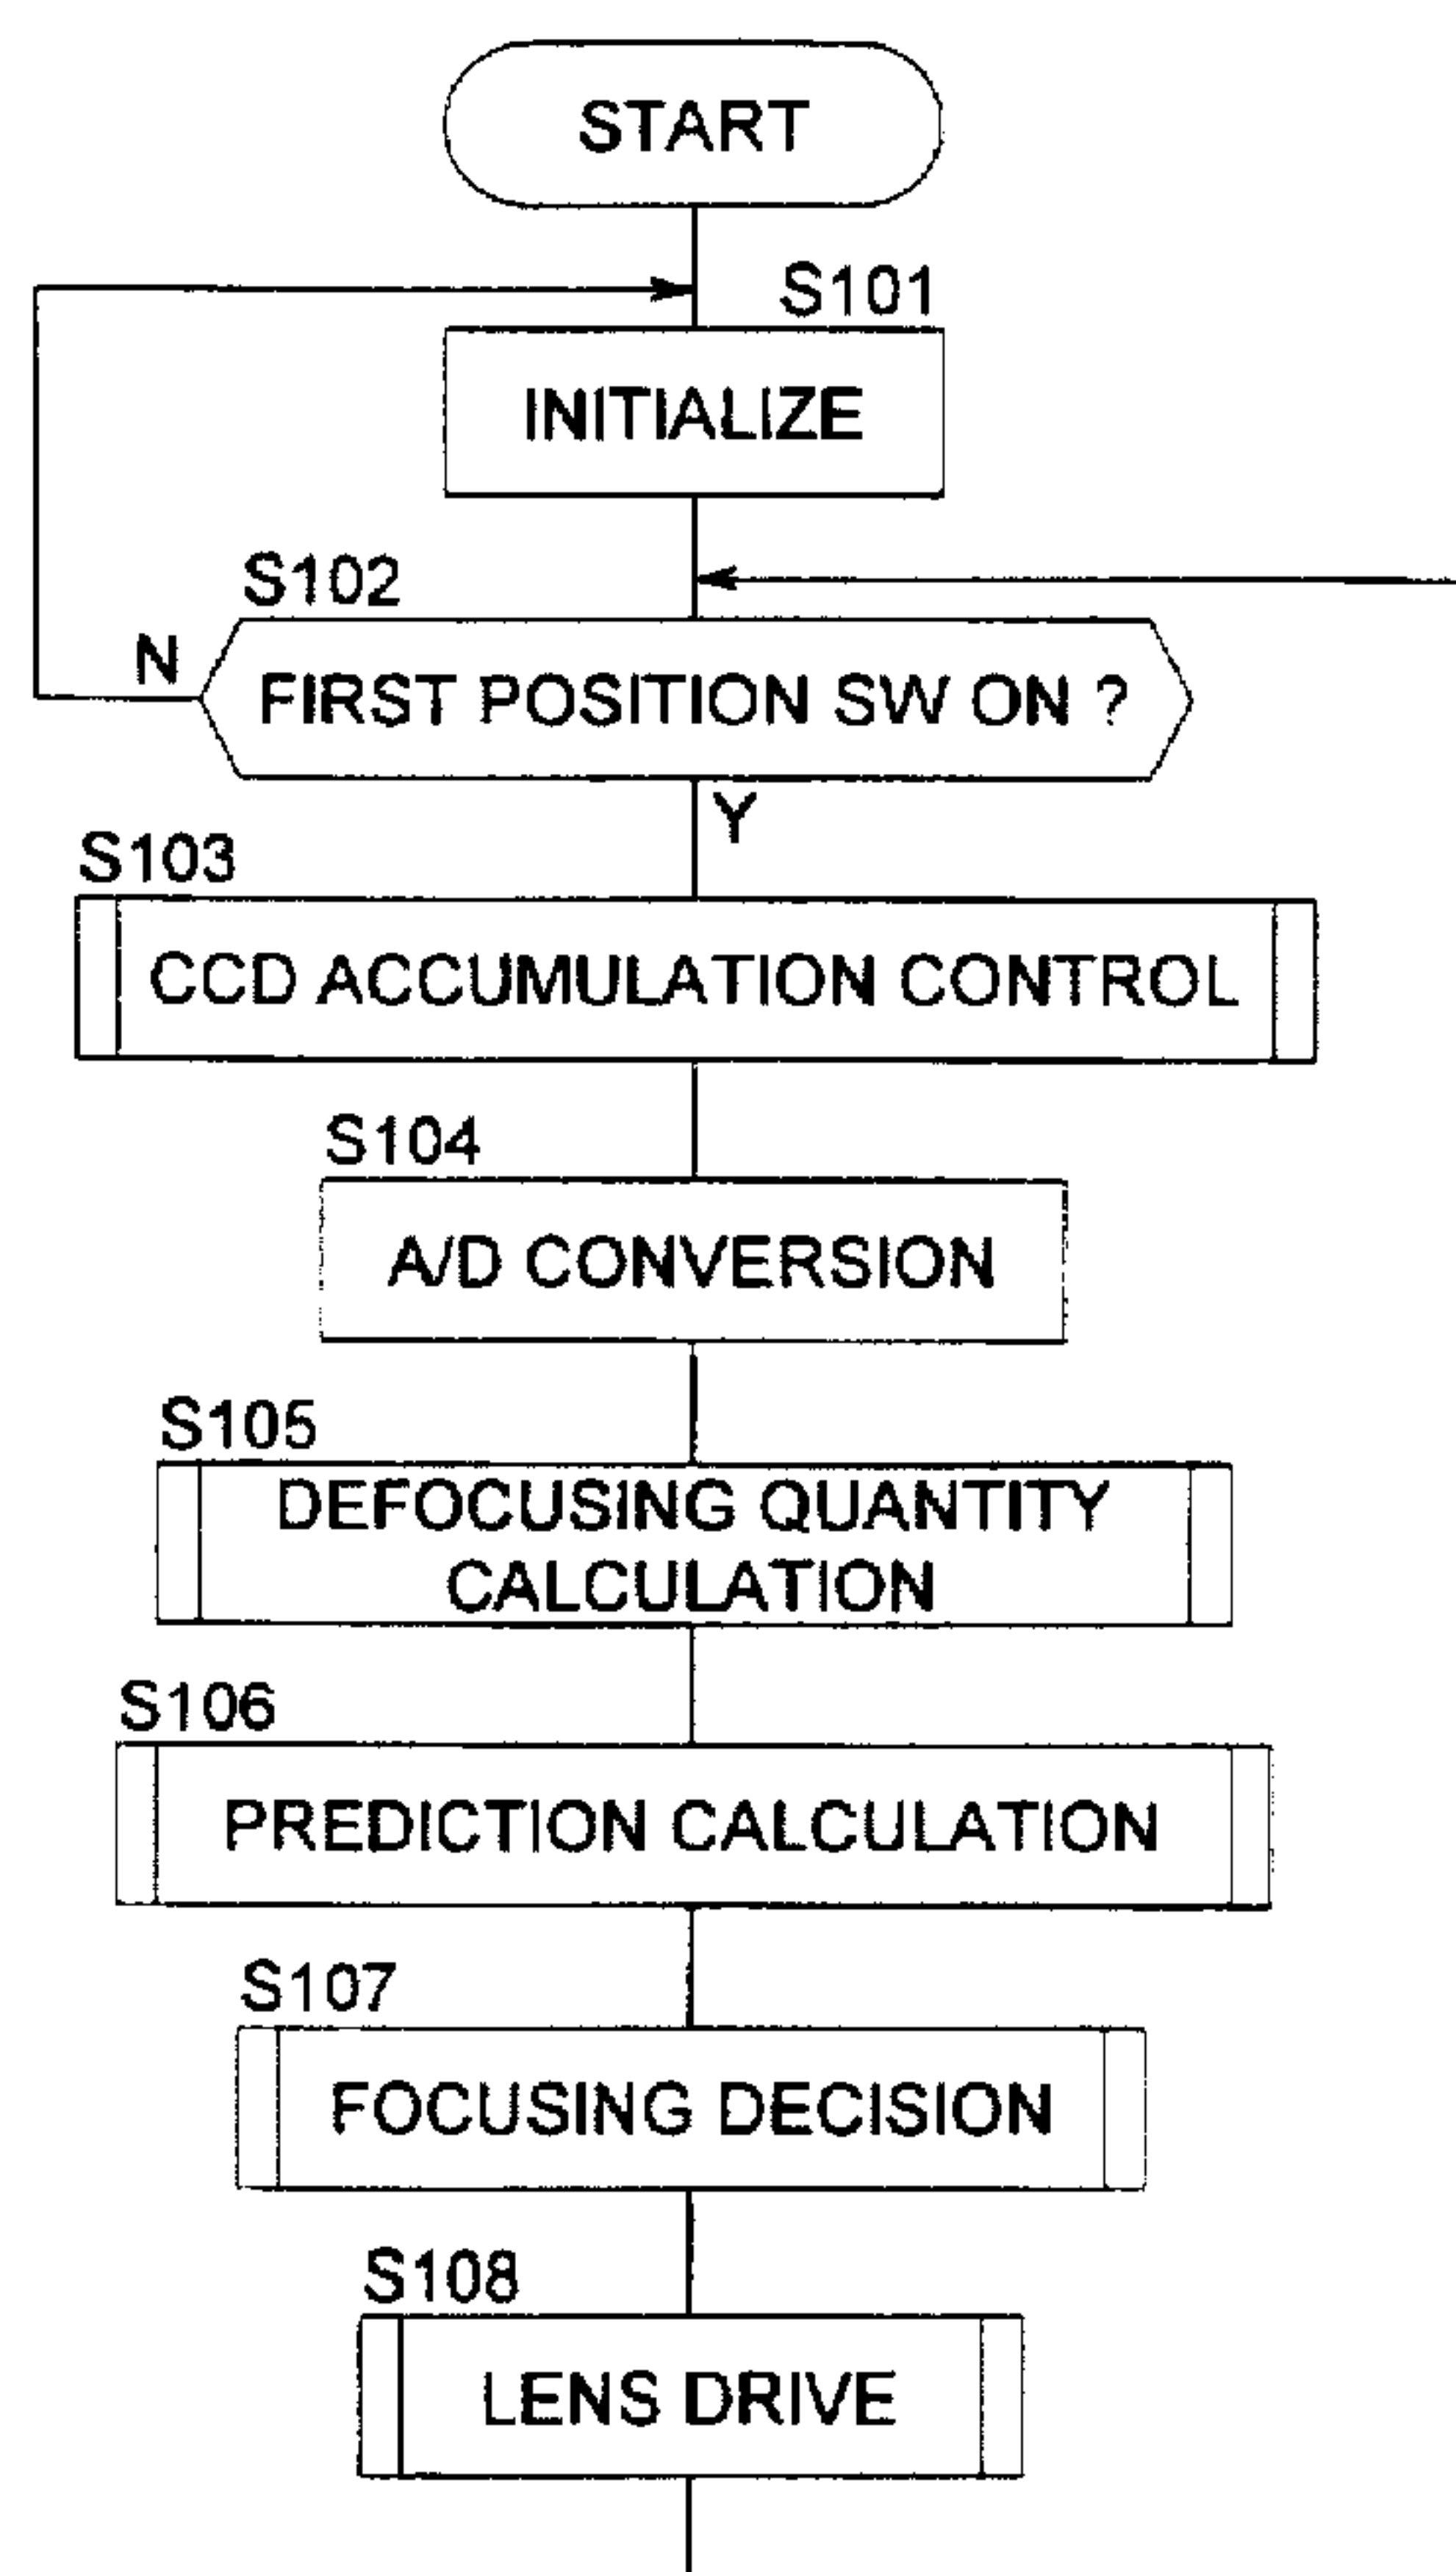 START
S101
INITIALIZE
S102
N
FIRST POSITION SW ON ?
Y
S103
CCD ACCUMULATION CONTROL
S104
A/D CONVERSION
S105
DEFOCUSING QUANTITY
CALCULATION
S106
PREDICTION CALCULATION
S107
FOCUSING DECISION
S108
LENS DRIVE